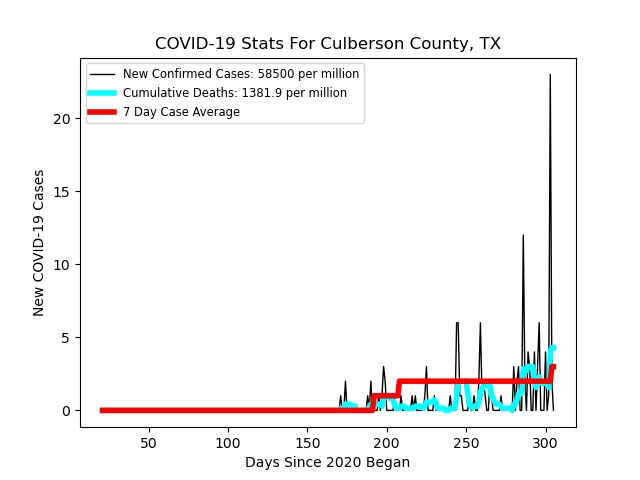 COVID-19 Stats For Culberson County, TX
New Confirmed Cases: 58500 per million
Cumulative Deaths: 1381.9 per million
7 Day Case Average
New COVID-19 Cases
20
15
10
5
0
50 100 150 200 250 300
Days Since 2020 Began